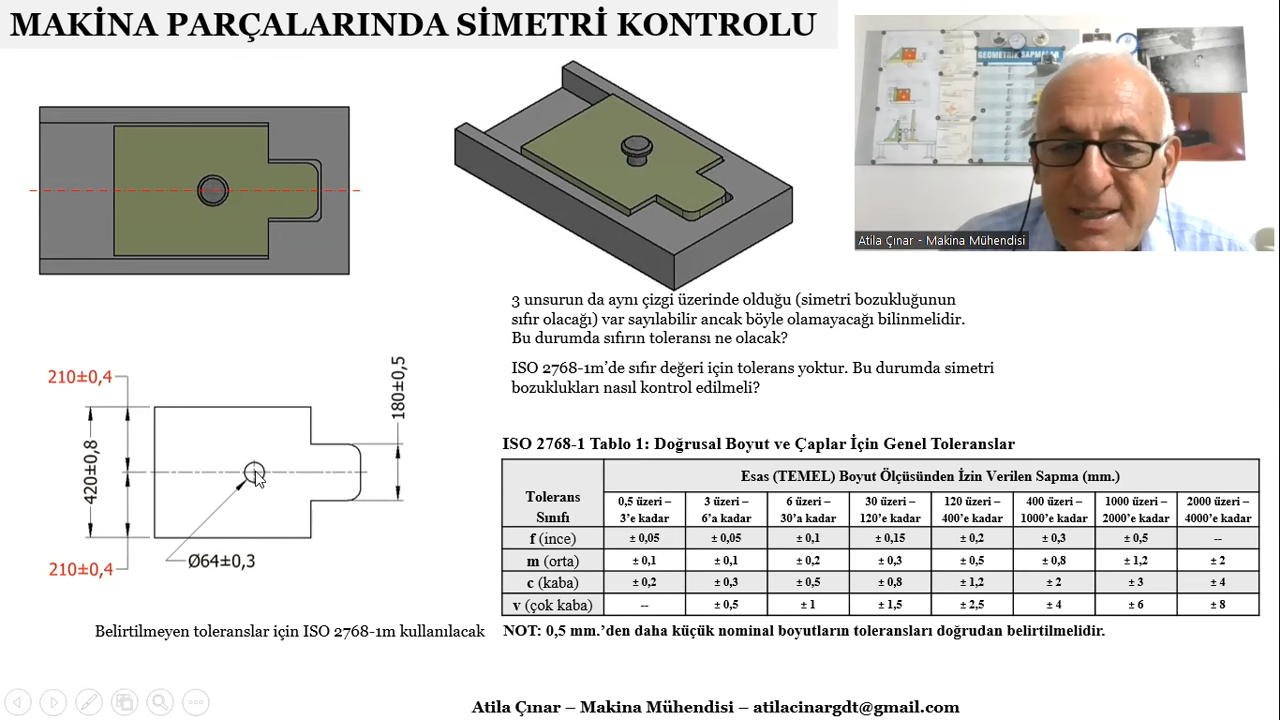 MAKİNA PARÇALARINDA SİMETRİ KONTROLU
GEOMETRİK SAPMALAR
Atila Çınar - Makina Mühendisi
3 unsurun da aynı çizgi üzerinde olduğu (simetri bozukluğunun
sıfır olacağı) var sayılabilir ancak böyle olamayacağı bilinmelidir.
Bu durumda sıfırın toleransı ne olacak?
ISO 2768-1m’de sıfır değeri için tolerans yoktur. Bu durumda simetri
bozuklukları nasıl kontrol edilmeli?
210±0,4
420±0,8
180±0,5
210±0,4
Ø64±0,3
Belirtilmeyen toleranslar için ISO 2768-1m kullanılacak
ISO 2768-1 Tablo 1: Doğrusal Boyut ve Çaplar İçin Genel Toleranslar
Tolerans Sınıfı
Esas (TEMEL) Boyut Ölçüsünden İzin Verilen Sapma (mm.)
0,5 üzeri – 3’e kadar 3 üzeri – 6’a kadar 6 üzeri – 30’a kadar 30 üzeri – 120’e kadar 120 üzeri – 400’e kadar 400 üzeri – 1000’e kadar 1000 üzeri – 2000’e kadar 2000 üzeri – 4000’e kadar
f (ince) ± 0,05 ± 0,05 ± 0,1 ± 0,15 ± 0,2 ± 0,3 ± 0,5 --
m (orta) ± 0,1 ± 0,1 ± 0,2 ± 0,3 ± 0,5 ± 0,8 ± 1,2 ± 2
c (kaba) ± 0,2 ± 0,3 ± 0,5 ± 0,8 ± 1,2 ± 2 ± 3 ± 4
v (çok kaba) -- ± 0,5 ± 1 ± 1,5 ± 2,5 ± 4 ± 6 ± 8
NOT: 0,5 mm.’den daha küçük nominal boyutların toleransları doğrudan belirtilmelidir.
Atila Çınar – Makina Mühendisi – atilacinargdt@gmail.com